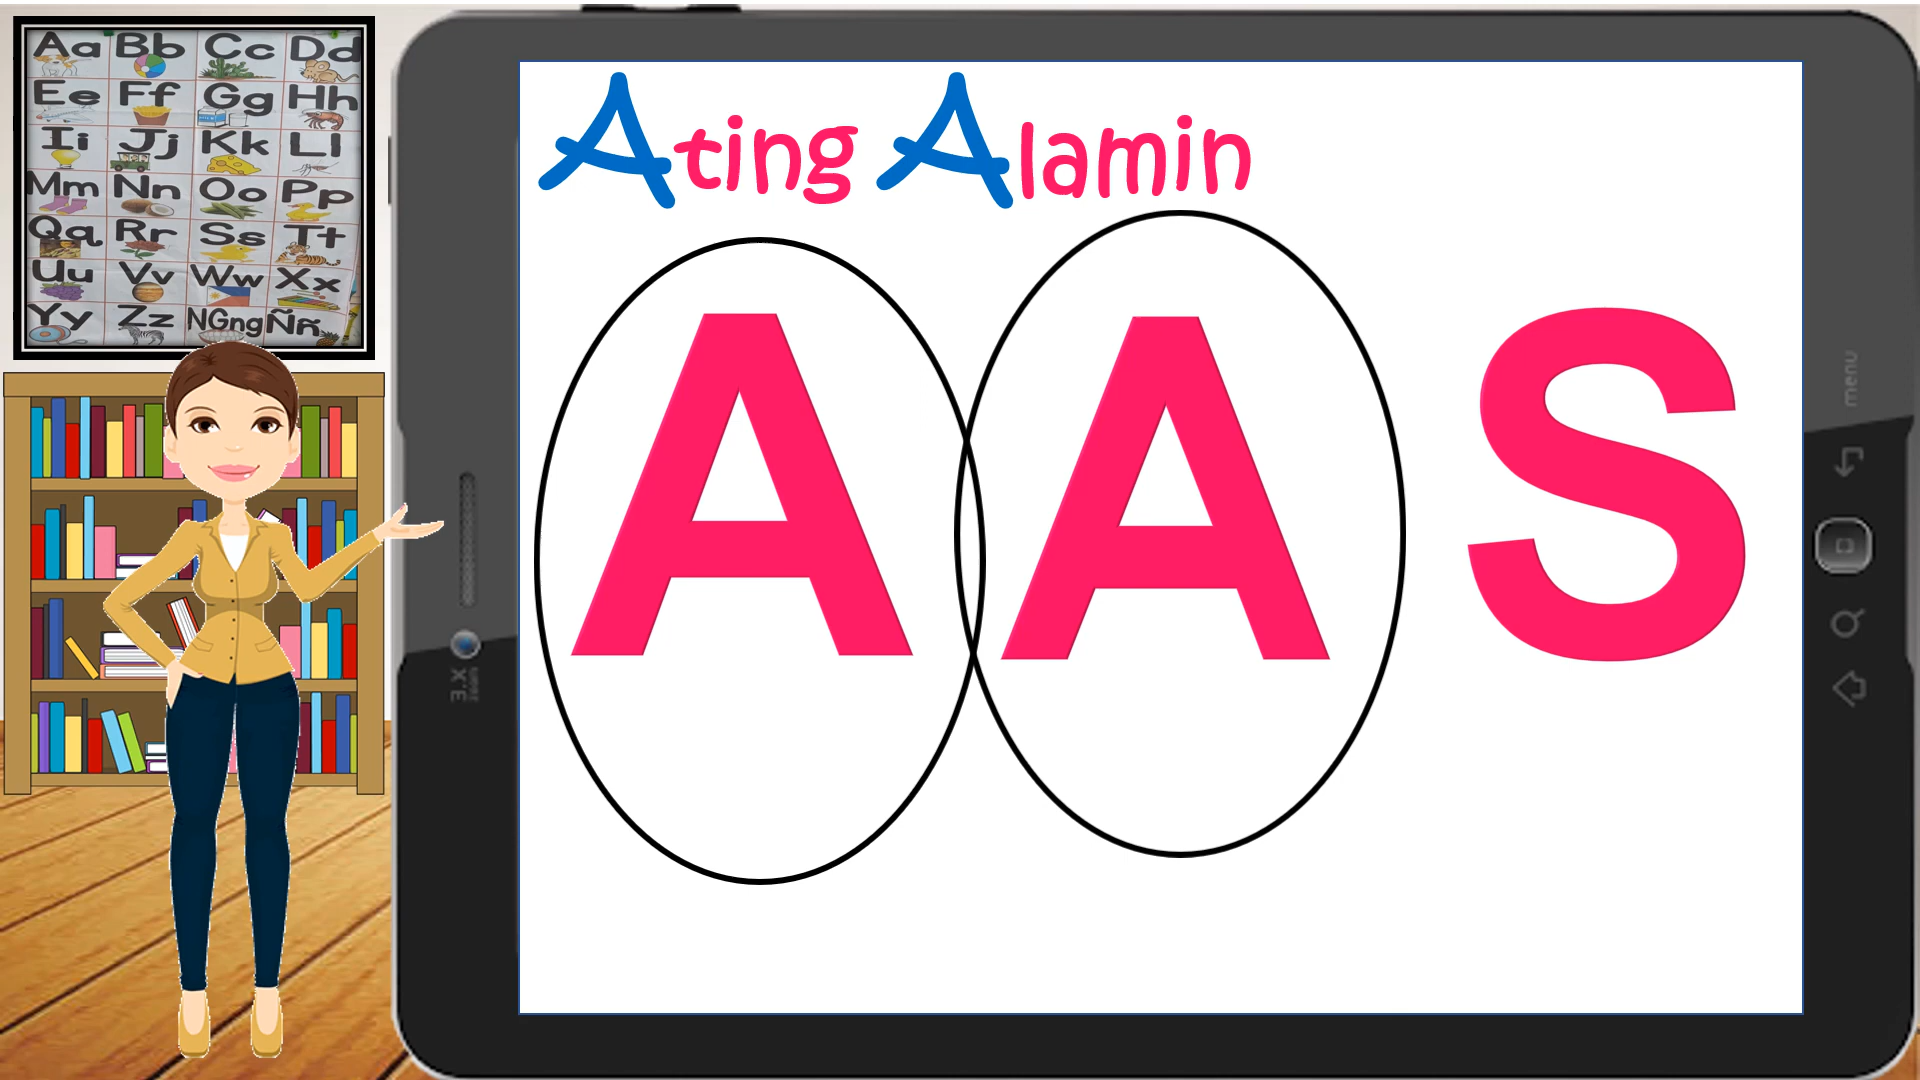 Aa Bb Cc Dd
Ee Ff Gg Hh
Ii Jj Kk Ll
Mm Nn Oo Pp
Qq Rr Ss Tt
Uu Vv Ww Xx
Yy Zz NGng Ññ
Ating Alamin
A A S
menu
3.X